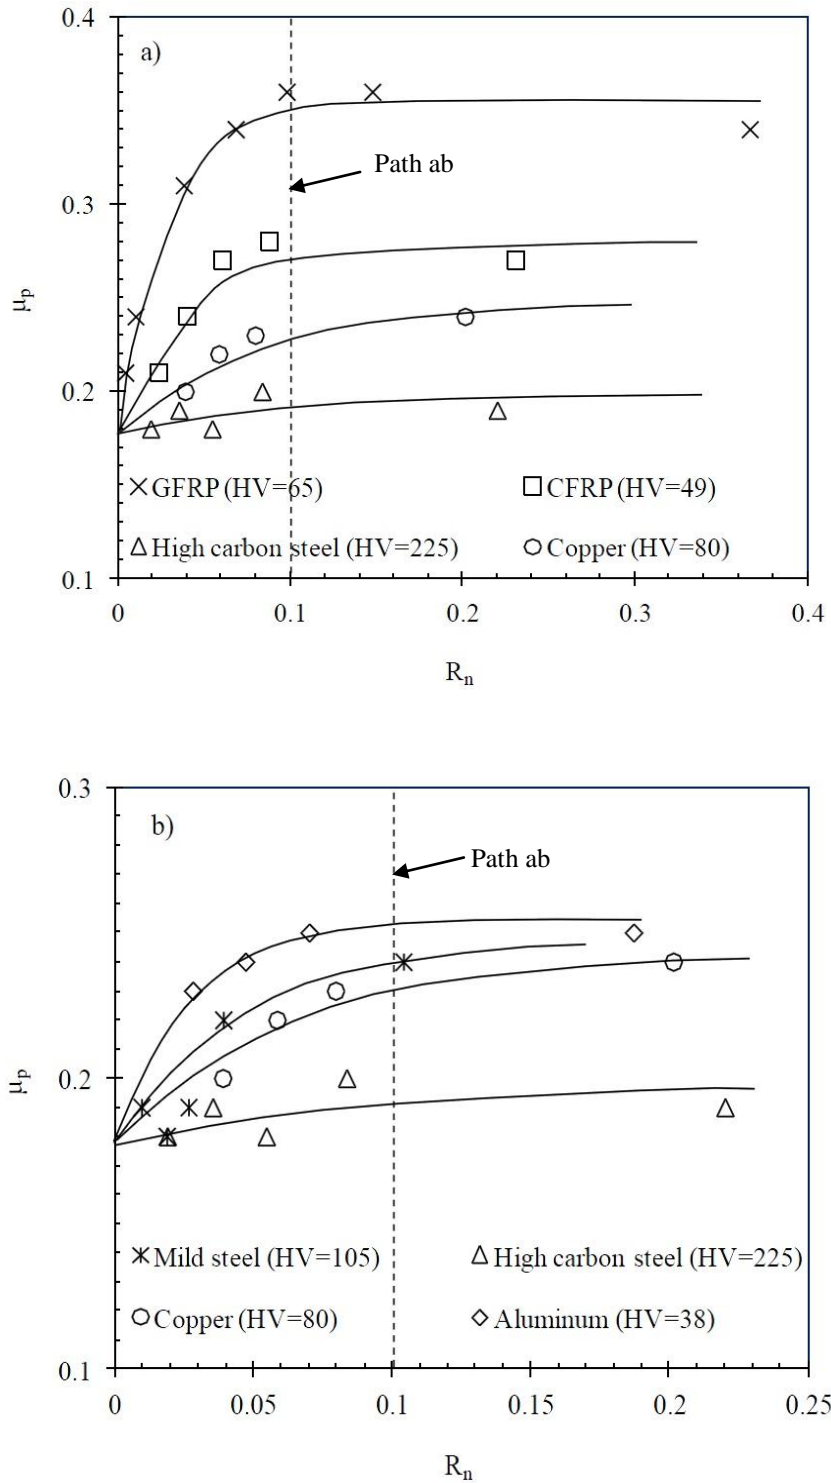 0.4
a)
Path ab
0.3
μp
0.2
GFRP (HV=65) CFRP (HV=49)
High carbon steel (HV=225) Copper (HV=80)
0.1
0 0.1 0.2 0.3 0.4
Rn
0.3
b)
Path ab
0.2
μp
Mild steel (HV=105) High carbon steel (HV=225)
Copper (HV=80) Aluminum (HV=38)
0.1
0 0.05 0.1 0.15 0.2 0.25
Rn